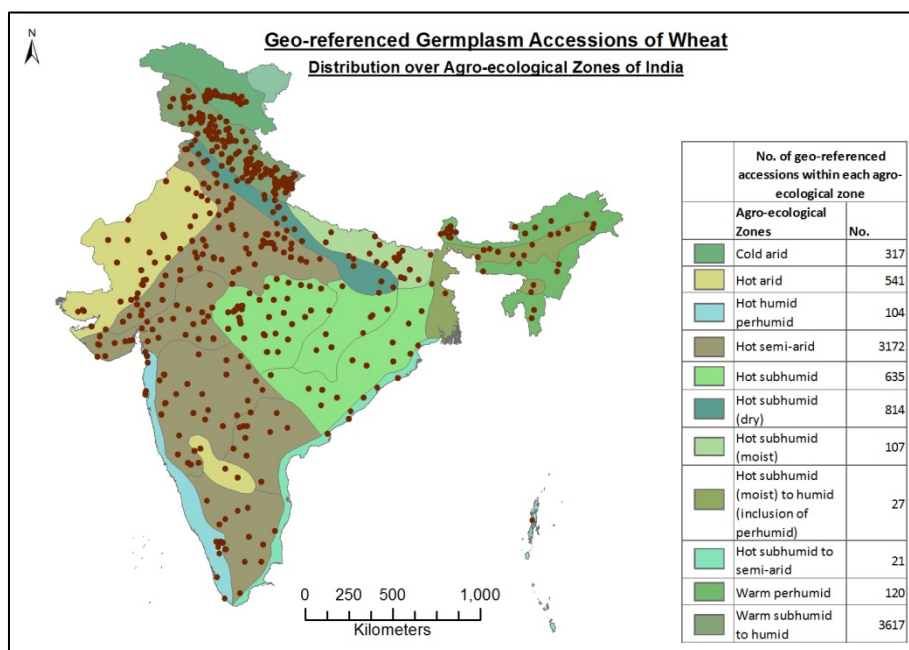 N
Geo-referenced Germplasm Accessions of Wheat
Distribution over Agro-ecological Zones of India
No. of geo-referenced
accessions within each agro-
ecological zone
Agro-ecological
Zones No.
Cold arid 317
Hot arid 541
Hot humid
perhumid 104
Hot semi-arid 3172
Hot subhumid 635
Hot subhumid
(dry) 814
Hot subhumid
(moist) 107
Hot subhumid
(moist) to humid
(inclusion of
perhumid) 27
Hot subhumid to
semi-arid 21
Warm perhumid 120
Warm subhumid
to humid 3617
0 250 500 1,000
Kilometers